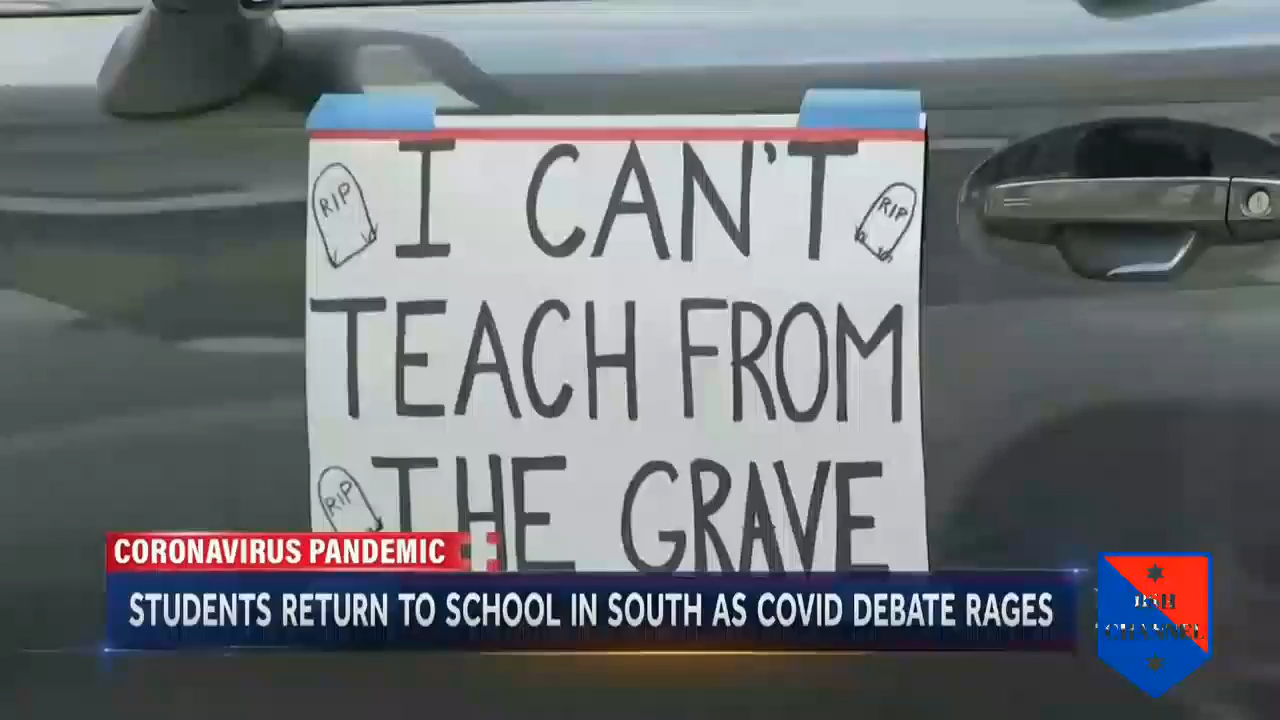 RIP I CAN'T RIP
TEACH FROM
RIP THE GRAVE
CORONAVIRUS PANDEMIC
STUDENTS RETURN TO SCHOOL IN SOUTH AS COVID DEBATE RAGES
CHANNEL